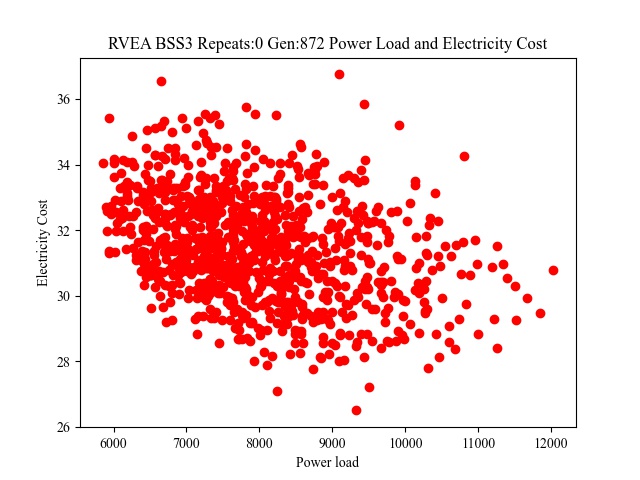 RVEA BSS3 Repeats:0 Gen:872 Power Load and Electricity Cost
36
34
32
30
28
26
Electricity Cost
6000 7000 8000 9000 10000 11000 12000
Power load